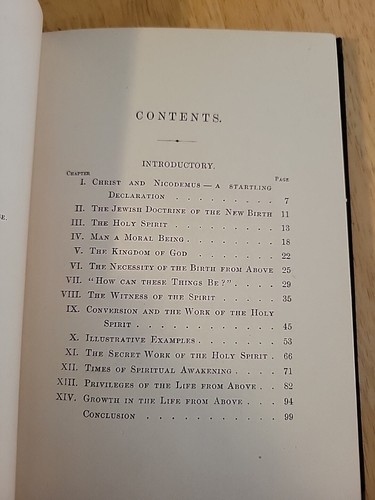 CONTENTS.
INTRODUCTORY.
CHAPTER PAGE
I. CHRIST AND NICODEMUS — A STARTLING
DECLARATION . . . . . . . . . 7
II. THE JEWISH DOCTRINE OF THE NEW BIRTH 11
III. THE HOLY SPIRIT . . . . . . . . . 13
IV. MAN A MORAL BEING . . . . . . . . 18
V. THE KINGDOM OF GOD . . . . . . . 22
VI. THE NECESSITY OF THE BIRTH FROM ABOVE 25
VII. "HOW CAN THESE THINGS BE?" . . . . 29
VIII. THE WITNESS OF THE SPIRIT . . . . . 35
IX. CONVERSION AND THE WORK OF THE HOLY
SPIRIT . . . . . . . . . . . . 45
X. ILLUSTRATIVE EXAMPLES . . . . . . . 53
XI. THE SECRET WORK OF THE HOLY SPIRIT . 66
XII. TIMES OF SPIRITUAL AWAKENING . . . . 71
XIII. PRIVILEGES OF THE LIFE FROM ABOVE . . 82
XIV. GROWTH IN THE LIFE FROM ABOVE . . . 94
CONCLUSION . . . . . . . . . . . 99